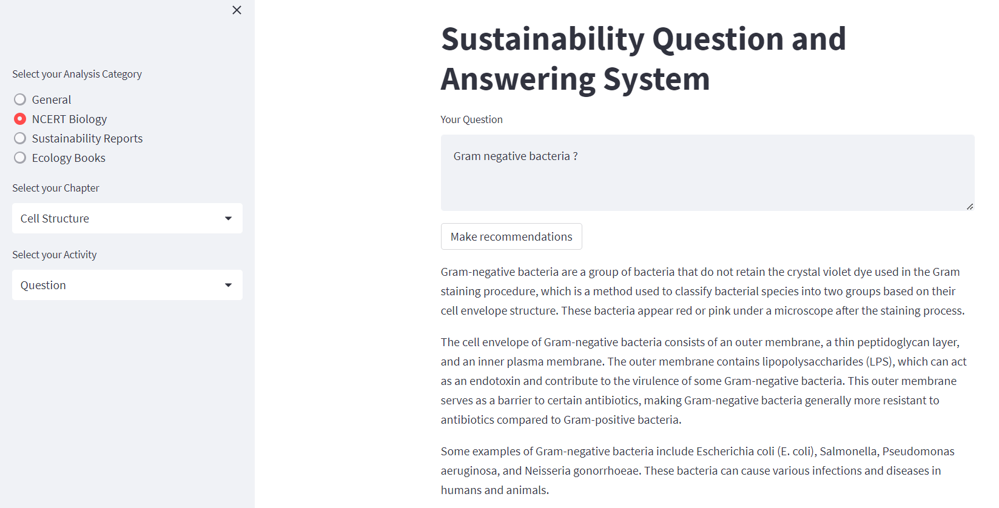 Select your Analysis Category
General
NCERT Biology
Sustainability Reports
Ecology Books
Select your Chapter
Cell Structure
Select your Activity
Question
Sustainability Question and
Answering System
Your Question
Gram negative bacteria ?
Make recommendations
Gram-negative bacteria are a group of bacteria that do not retain the crystal violet dye used in the Gram
staining procedure, which is a method used to classify bacterial species into two groups based on their
cell envelope structure. These bacteria appear red or pink under a microscope after the staining process.
The cell envelope of Gram-negative bacteria consists of an outer membrane, a thin peptidoglycan layer,
and an inner plasma membrane. The outer membrane contains lipopolysaccharides (LPS), which can act
as an endotoxin and contribute to the virulence of some Gram-negative bacteria. This outer membrane
serves as a barrier to certain antibiotics, making Gram-negative bacteria generally more resistant to
antibiotics compared to Gram-positive bacteria.
Some examples of Gram-negative bacteria include Escherichia coli (E. coli), Salmonella, Pseudomonas
aeruginosa, and Neisseria gonorrhoeae. These bacteria can cause various infections and diseases in
humans and animals.